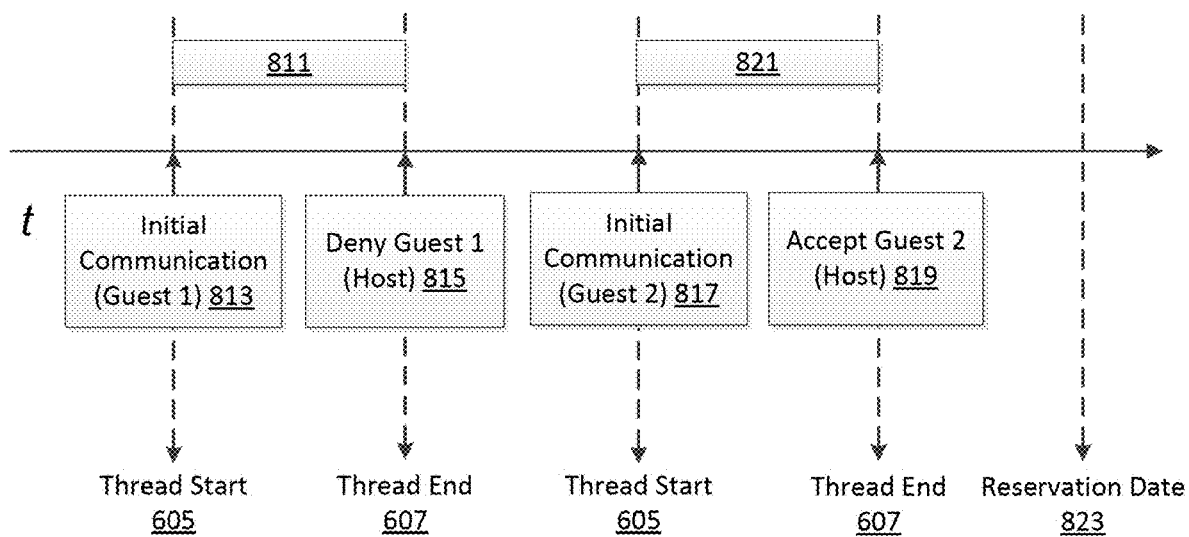 811
821
t
Initial
Communication
(Guest 1) 813
Deny Guest 1
(Host) 815
Initial
Communication
(Guest 2) 817
Accept Guest 2
(Host) 819
Thread Start
605
Thread End
607
Thread Start
605
Thread End
607
Reservation Date
823